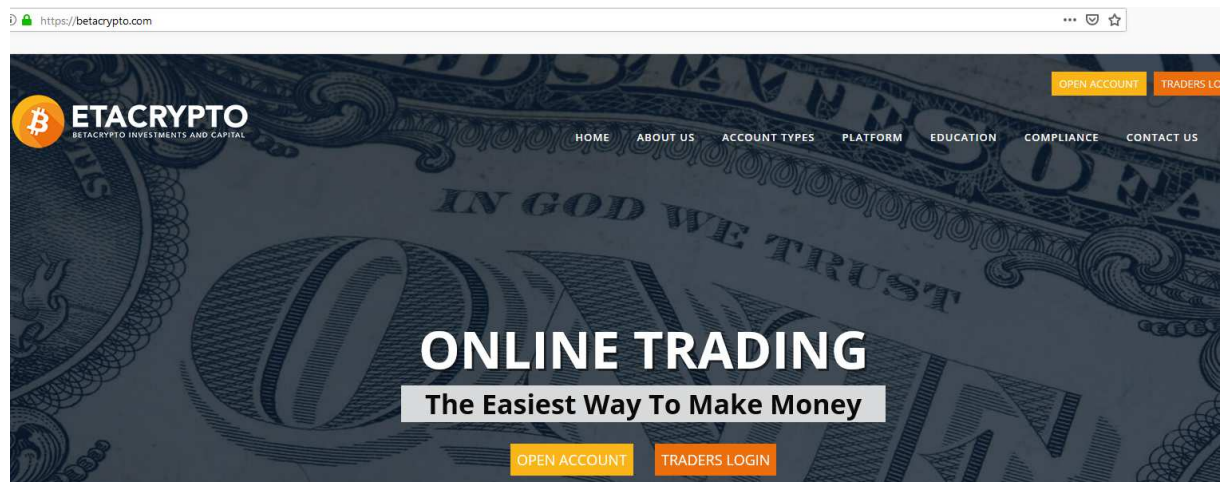 https://betacrypto.com
OPEN ACCOUNT TRADERS LO
ETACRYPTO
BETACRYPTO INVESTMENTS AND CAPITAL
HOME ABOUT US ACCOUNT TYPES PLATFORM EDUCATION COMPLIANCE CONTACT US
IN GOD WE TRUST
ONE
ONLINE TRADING
The Easiest Way To Make Money
OPEN ACCOUNT TRADERS LOGIN